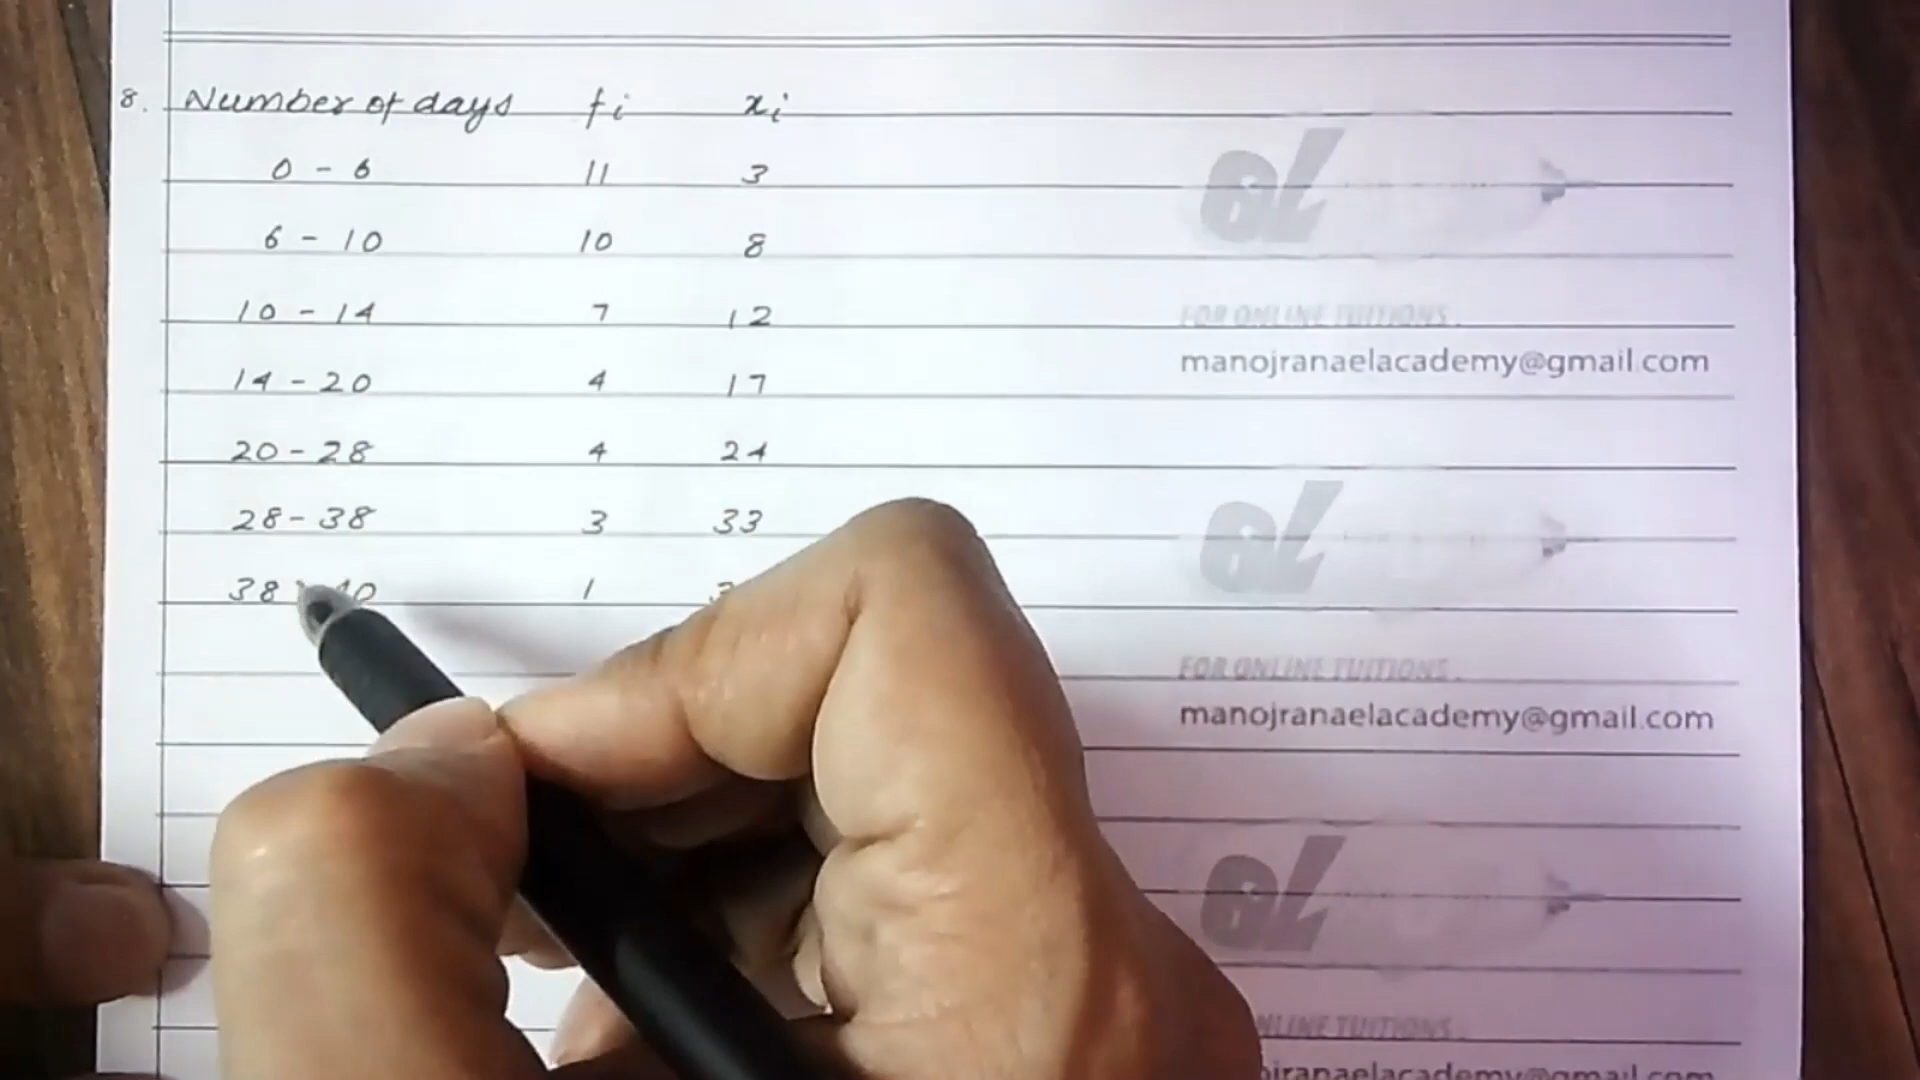 8. Number of days fi xi
0 - 6 11 3
6 - 10 10 8
10 - 14 7 12
14 - 20 4 17
20 - 28 4 24
28 - 38 3 33
38 40 1
FOR ONLINE TUITIONS.
manojranaelacademy@gmail.com
FOR ONLINE TUITIONS.
manojranaelacademy@gmail.com
TUITIONS.